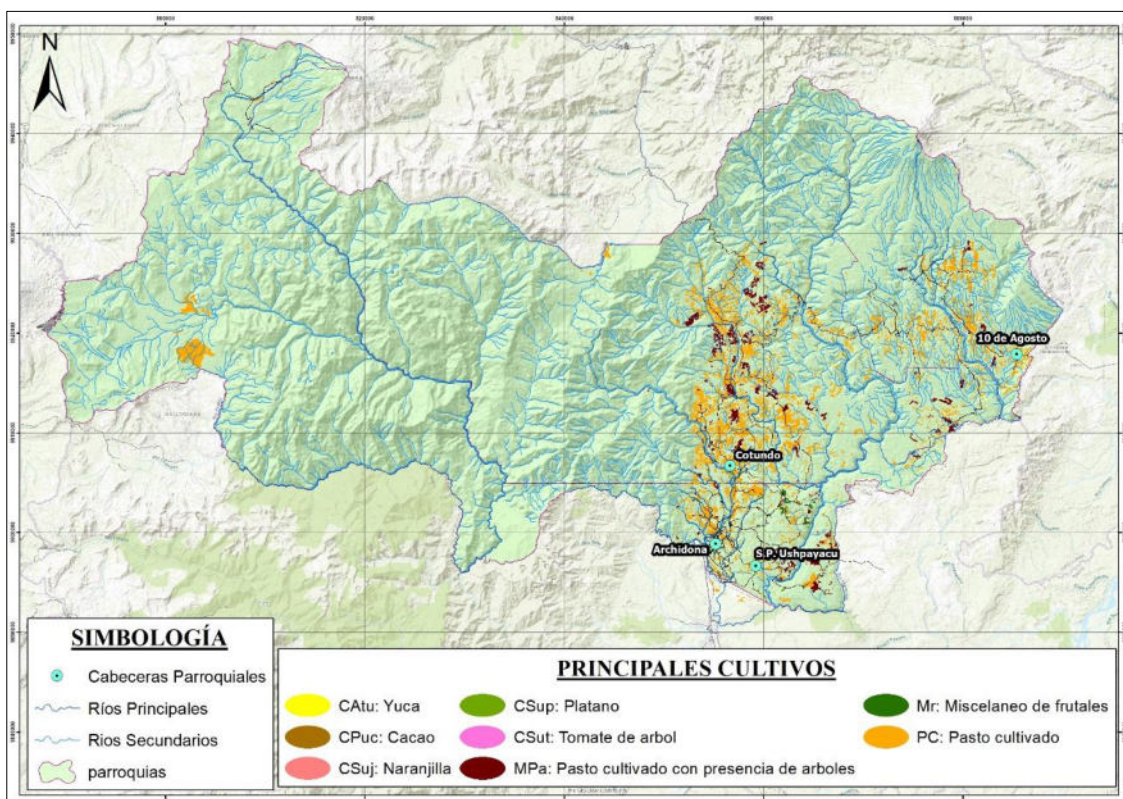 N
10 de Agosto
Cotundo
Archidona
S.P. Ushpayacu
SIMBOLOGÍA
Cabeceras Parroquiales
Ríos Principales
Rios Secundarios
parroquias
PRINCIPALES CULTIVOS
CAtu: Yuca
CPuc: Cacao
CSuj: Naranjilla
CSup: Platano
CSut: Tomate de arbol
MPa: Pasto cultivado con presencia de arboles
Mr: Miscelaneo de frutales
PC: Pasto cultivado